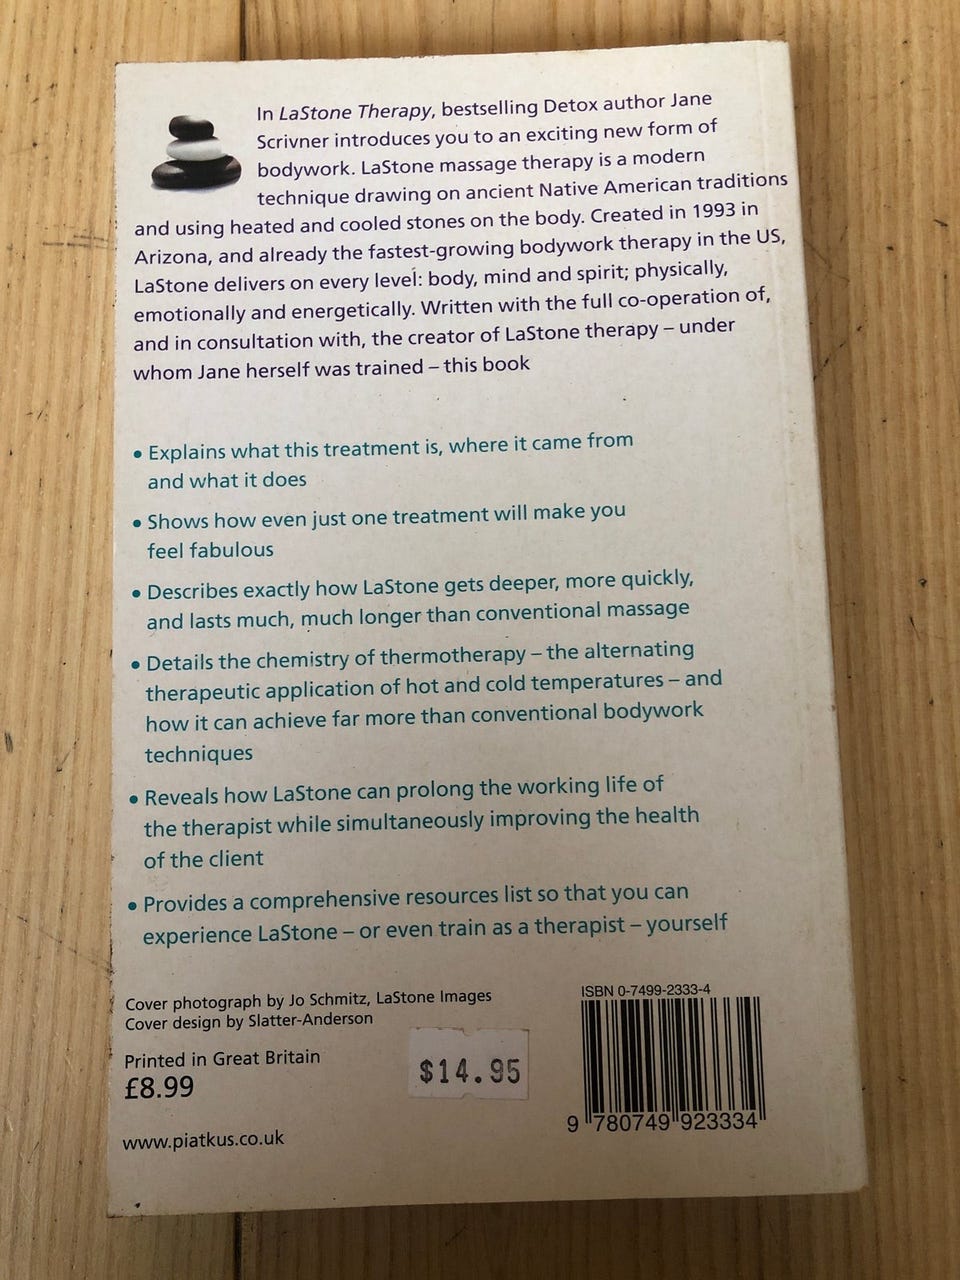 In LaStone Therapy, bestselling Detox author Jane
Scrivner introduces you to an exciting new form of
bodywork. LaStone massage therapy is a modern
technique drawing on ancient Native American traditions
and using heated and cooled stones on the body. Created in 1993 in
Arizona, and already the fastest-growing bodywork therapy in the US,
LaStone delivers on every level: body, mind and spirit; physically,
emotionally and energetically. Written with the full co-operation of,
and in consultation with, the creator of LaStone therapy – under
whom Jane herself was trained – this book
• Explains what this treatment is, where it came from
and what it does
• Shows how even just one treatment will make you
feel fabulous
• Describes exactly how LaStone gets deeper, more quickly,
and lasts much, much longer than conventional massage
• Details the chemistry of thermotherapy – the alternating
therapeutic application of hot and cold temperatures – and
how it can achieve far more than conventional bodywork
techniques
• Reveals how LaStone can prolong the working life of
the therapist while simultaneously improving the health
of the client
• Provides a comprehensive resources list so that you can
experience LaStone – or even train as a therapist – yourself
Cover photograph by Jo Schmitz, LaStone Images
Cover design by Slatter-Anderson
Printed in Great Britain
£8.99
www.piatkus.co.uk
$14.95
ISBN 0-7499-2333-4
9 780749 923334